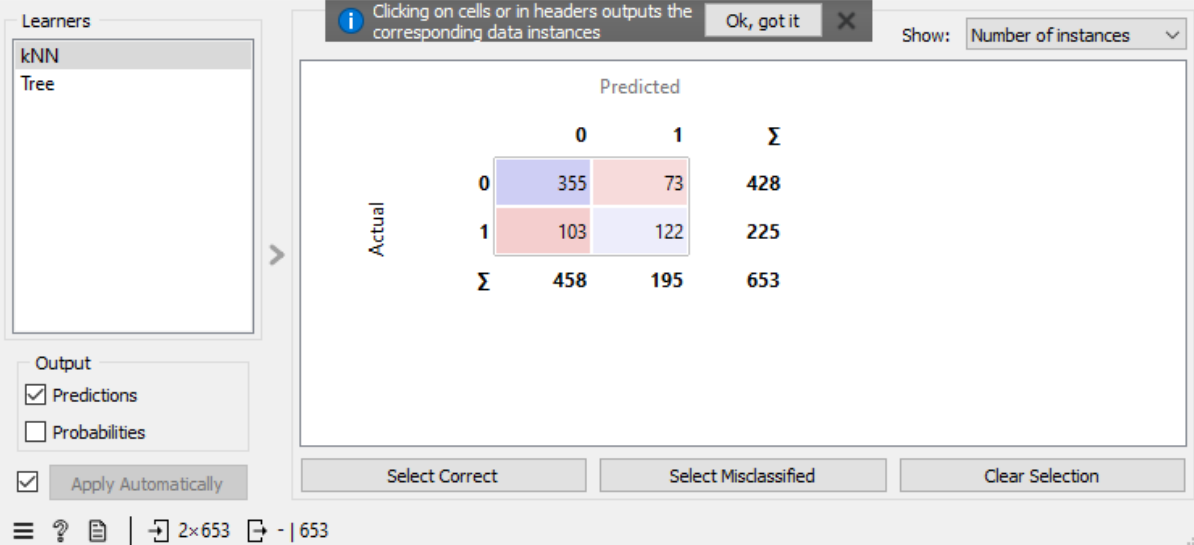 Learners
kNN
Tree
Output
Predictions
Probabilities
Apply Automatically
2×653 - | 653
Clicking on cells or in headers outputs the
corresponding data instances
Ok, got it
Show: Number of instances
Predicted
0 1 Σ
Actual
0 355 73 428
1 103 122 225
Σ 458 195 653
Select Correct Select Misclassified Clear Selection